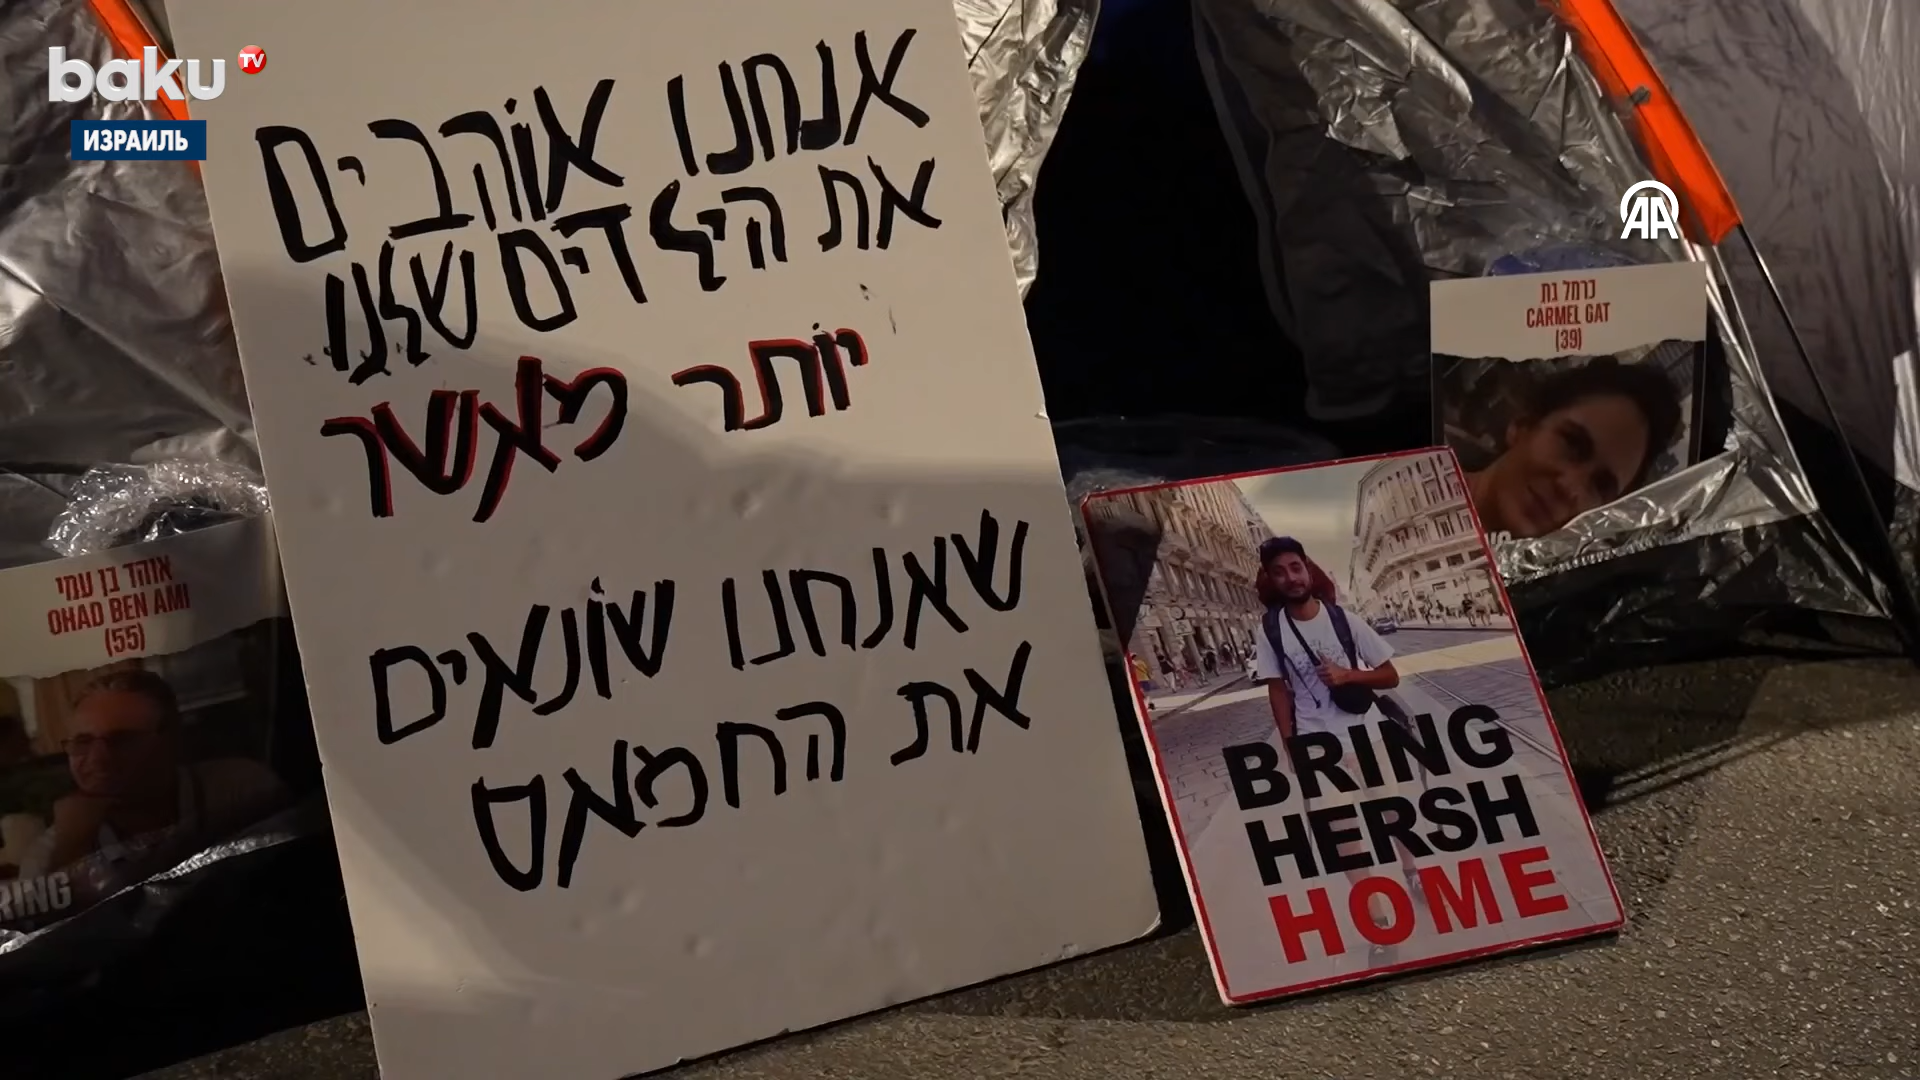 baku TV
ИЗРАИЛЬ
אנחנו אוהבים
את הילדים שלנו
יותר מאשר
שאנחנו שונאים
את החמאס
AA
כרמל גת
CARMEL GAT
(39)
אוהד בן עמי
OHAD BEN AMI
(55)
RING
BRING
HERSH
HOME